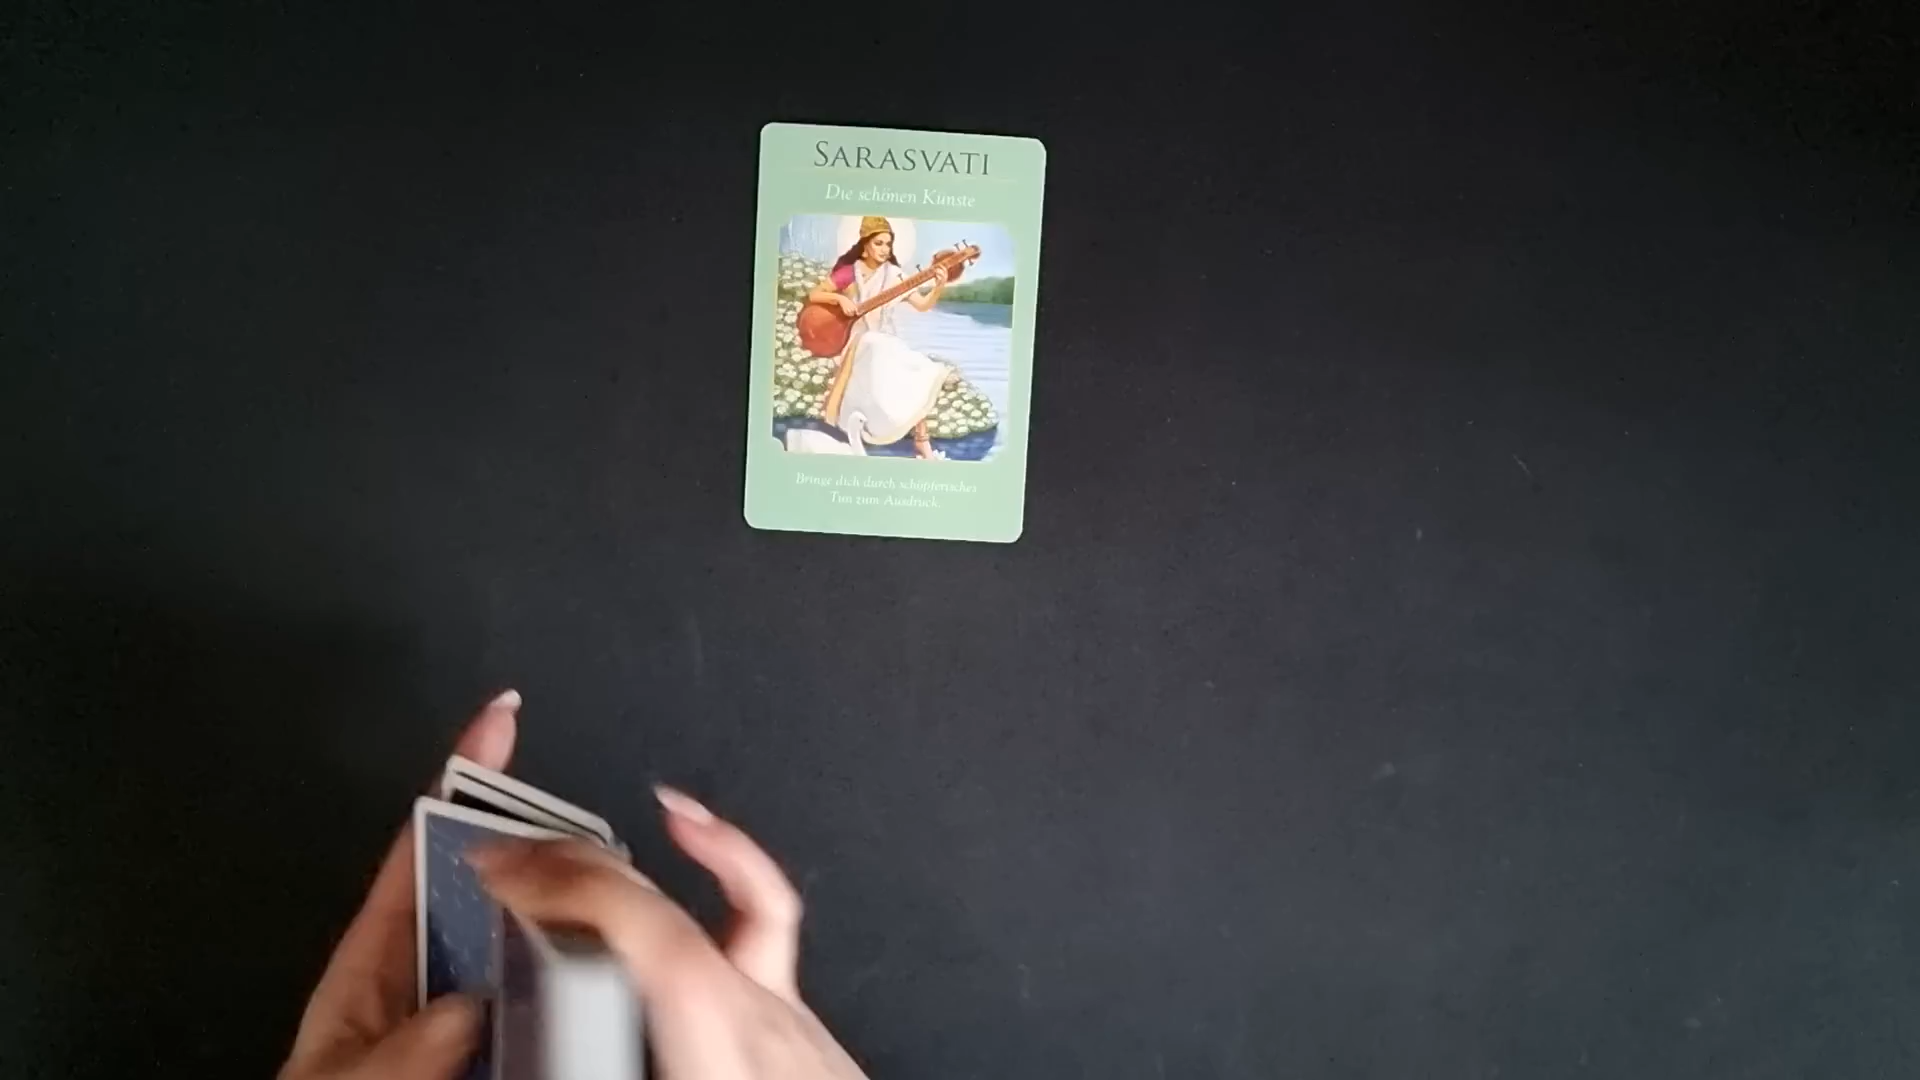 SARASVATI
Die schönen Künste
Bringe dich durch schöpferisches
Tun zum Ausdruck.